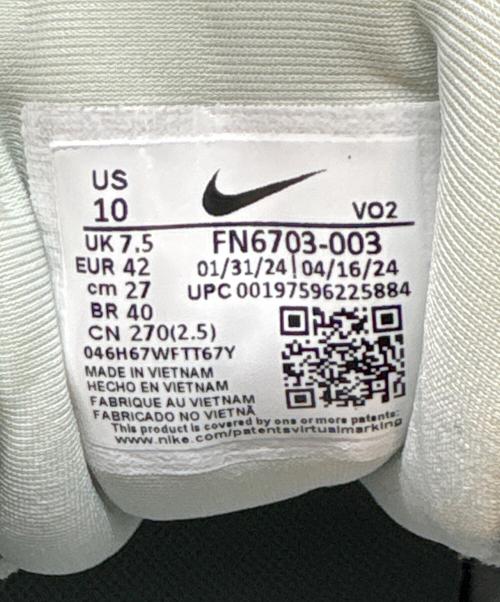 US
10
VO2
UK 7.5
FN6703-003
EUR 42
01/31/24|04/16/24
cm 27
UPC 00197596225884
BR 40
CN 270(2.5)
046H67WFTT67Y
MADE IN VIETNAM
HECHO EN VIETNAM
FABRIQUE AU VIETNAM
FABRICADO NO VIETNÃ
This product is covered by one or more patents:
www.nike.com/patentsvirtualmarking